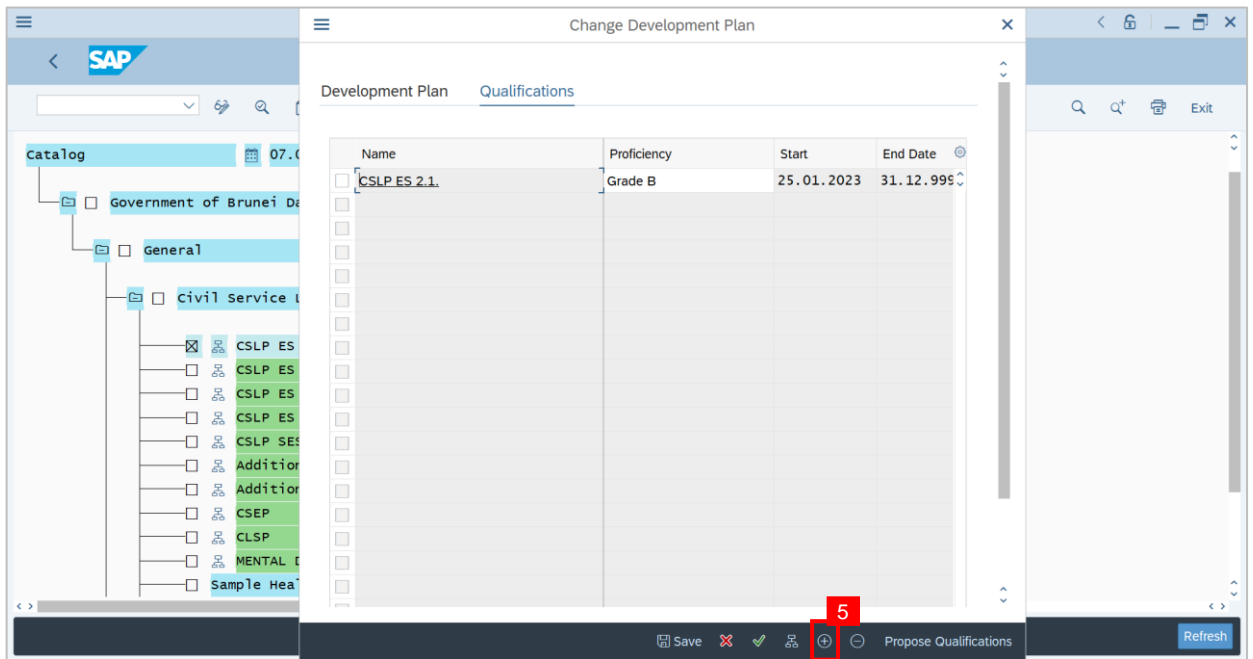 Change Development Plan
SAP
Development Plan Qualifications
Exit
Catalog 07.0
Name Proficiency Start End Date
CSLP ES 2.1. Grade B 25.01.2023 31.12.999
Government of Brunei Da
General
Civil Service L
CSLP ES
CSLP ES
CSLP ES
CSLP ES
CSLP SES
Addition
Addition
CSEP
CLSP
MENTAL D
Sample Heal
5
Save Propose Qualifications
Refresh